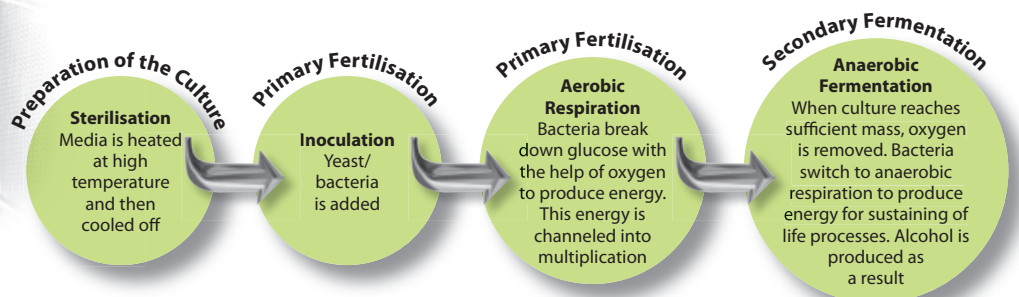 Preparation of the Culture
Sterilisation
Media is heated
at high
temperature
and then
cooled off
Primary Fertilisation
Inoculation
Yeast/
bacteria
is added
Primary Fertilisation
Aerobic
Respiration
Bacteria break
down glucose with
the help of oxygen
to produce energy.
This energy is
channeled into
multiplication
Secondary Fermentation
Anaerobic
Fermentation
When culture reaches
sufficient mass, oxygen
is removed. Bacteria
switch to anaerobic
respiration to produce
energy for sustaining of
life processes. Alcohol is
produced as
a result